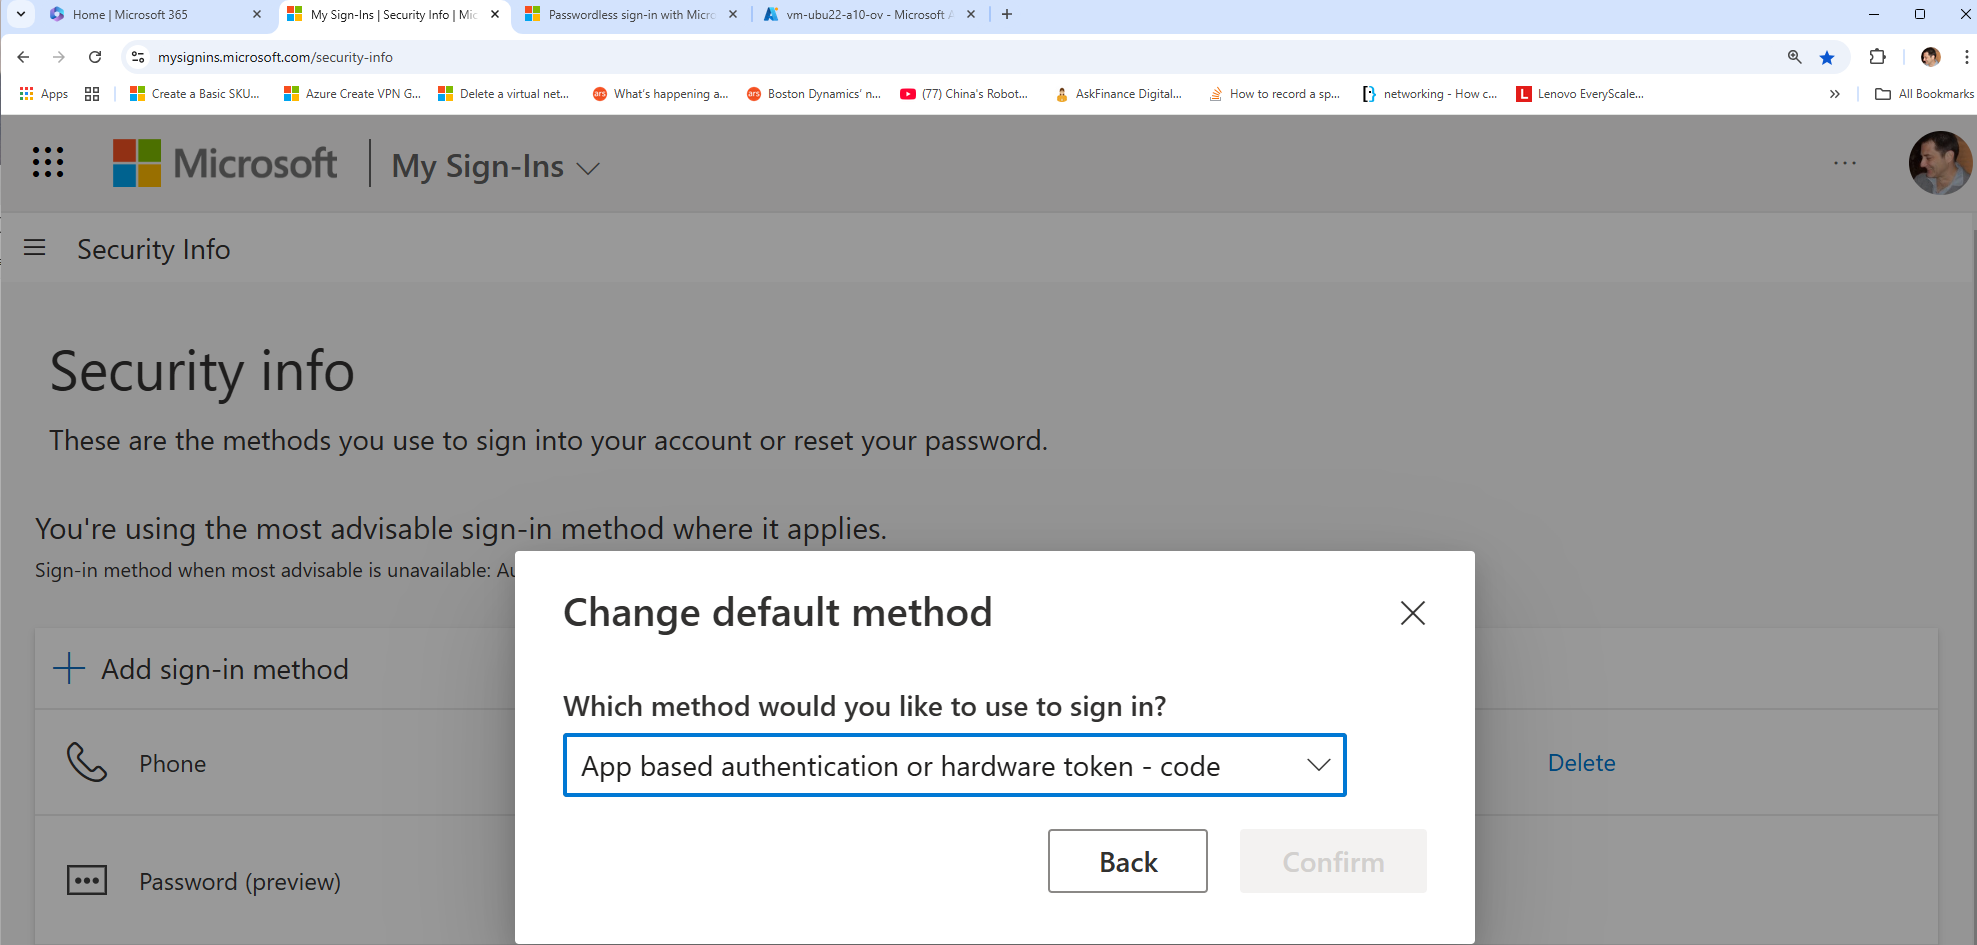 Home | Microsoft 365
My Sign-Ins | Security Info | Mic
Passwordless sign-in with Micro
vm-ubu22-a10-ov - Microsoft A
mysignins.microsoft.com/security-info
Apps
Create a Basic SKU...
Azure Create VPN G...
Delete a virtual net...
ars
What's happening a...
ars
Boston Dynamics' n...
(77) China's Robot...
AskFinance Digital...
How to record a sp...
networking - How c...
L
Lenovo EveryScale...
All Bookmarks
Microsoft
My Sign-Ins
Security Info
Security info
These are the methods you use to sign into your account or reset your password.
You're using the most advisable sign-in method where it applies.
Sign-in method when most advisable is unavailable: Au
Change default method
Add sign-in method
Which method would you like to use to sign in?
App based authentication or hardware token - code
Phone
Delete
Back
Confirm
Password (preview)